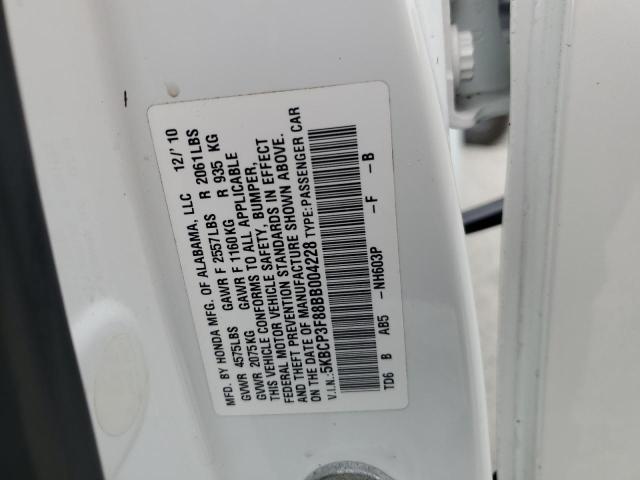 MFD. BY HONDA MFG. OF ALABAMA, LLC 12/'10
GVWR 4575LBS GAWR F 2557LBS R 2061LBS
GVWR 2075KG GAWR F 1160KG R 935 KG
THIS VEHICLE CONFORMS TO ALL APPLICABLE
FEDERAL MOTOR VEHICLE SAFETY, BUMPER,
AND THEFT PREVENTION STANDARDS IN EFFECT
ON THE DATE OF MANUFACTURE SHOWN ABOVE.
V.I.N.: 5KBCP3F88BB004228 TYPE: PASSENGER CAR
TD6 B AB5 -NH603P -F -B